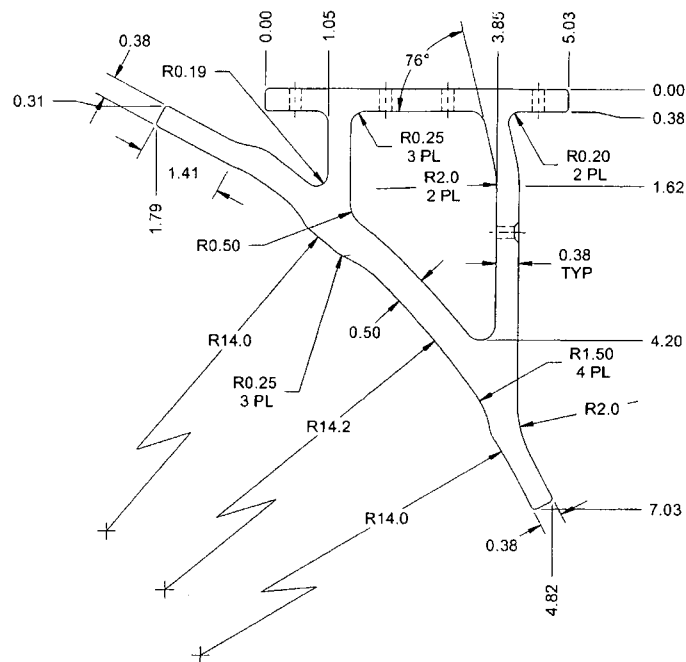 0.00
1.05
3.85
5.03
0.38
R0.19
76°
0.00
0.31
0.38
R0.25
3 PL
R0.20
2 PL
R2.0
2 PL
1.62
1.41
1.79
R0.50
0.38
TYP
R14.0
0.50
4.20
R0.25
3 PL
R1.50
4 PL
R14.2
R2.0
R14.0
7.03
0.38
4.82